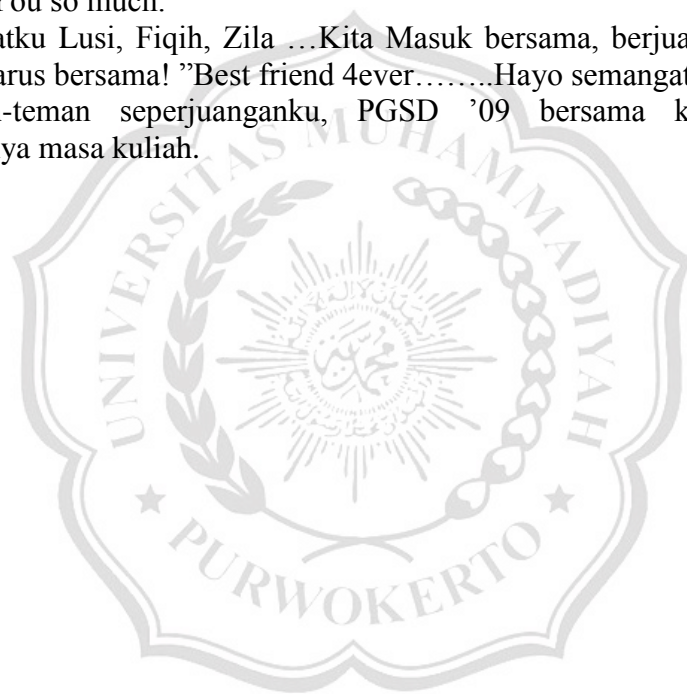 You so much.
atku Lusi, Fiqih, Zila …Kita Masuk bersama, berjua
arus bersama! ”Best friend 4ever……..Hayo semangat
-teman seperjuanganku, PGSD ’09 bersama k
ya masa kuliah.
UNIVERSITAS MUHAMMADIYAH
PURWOKERTO